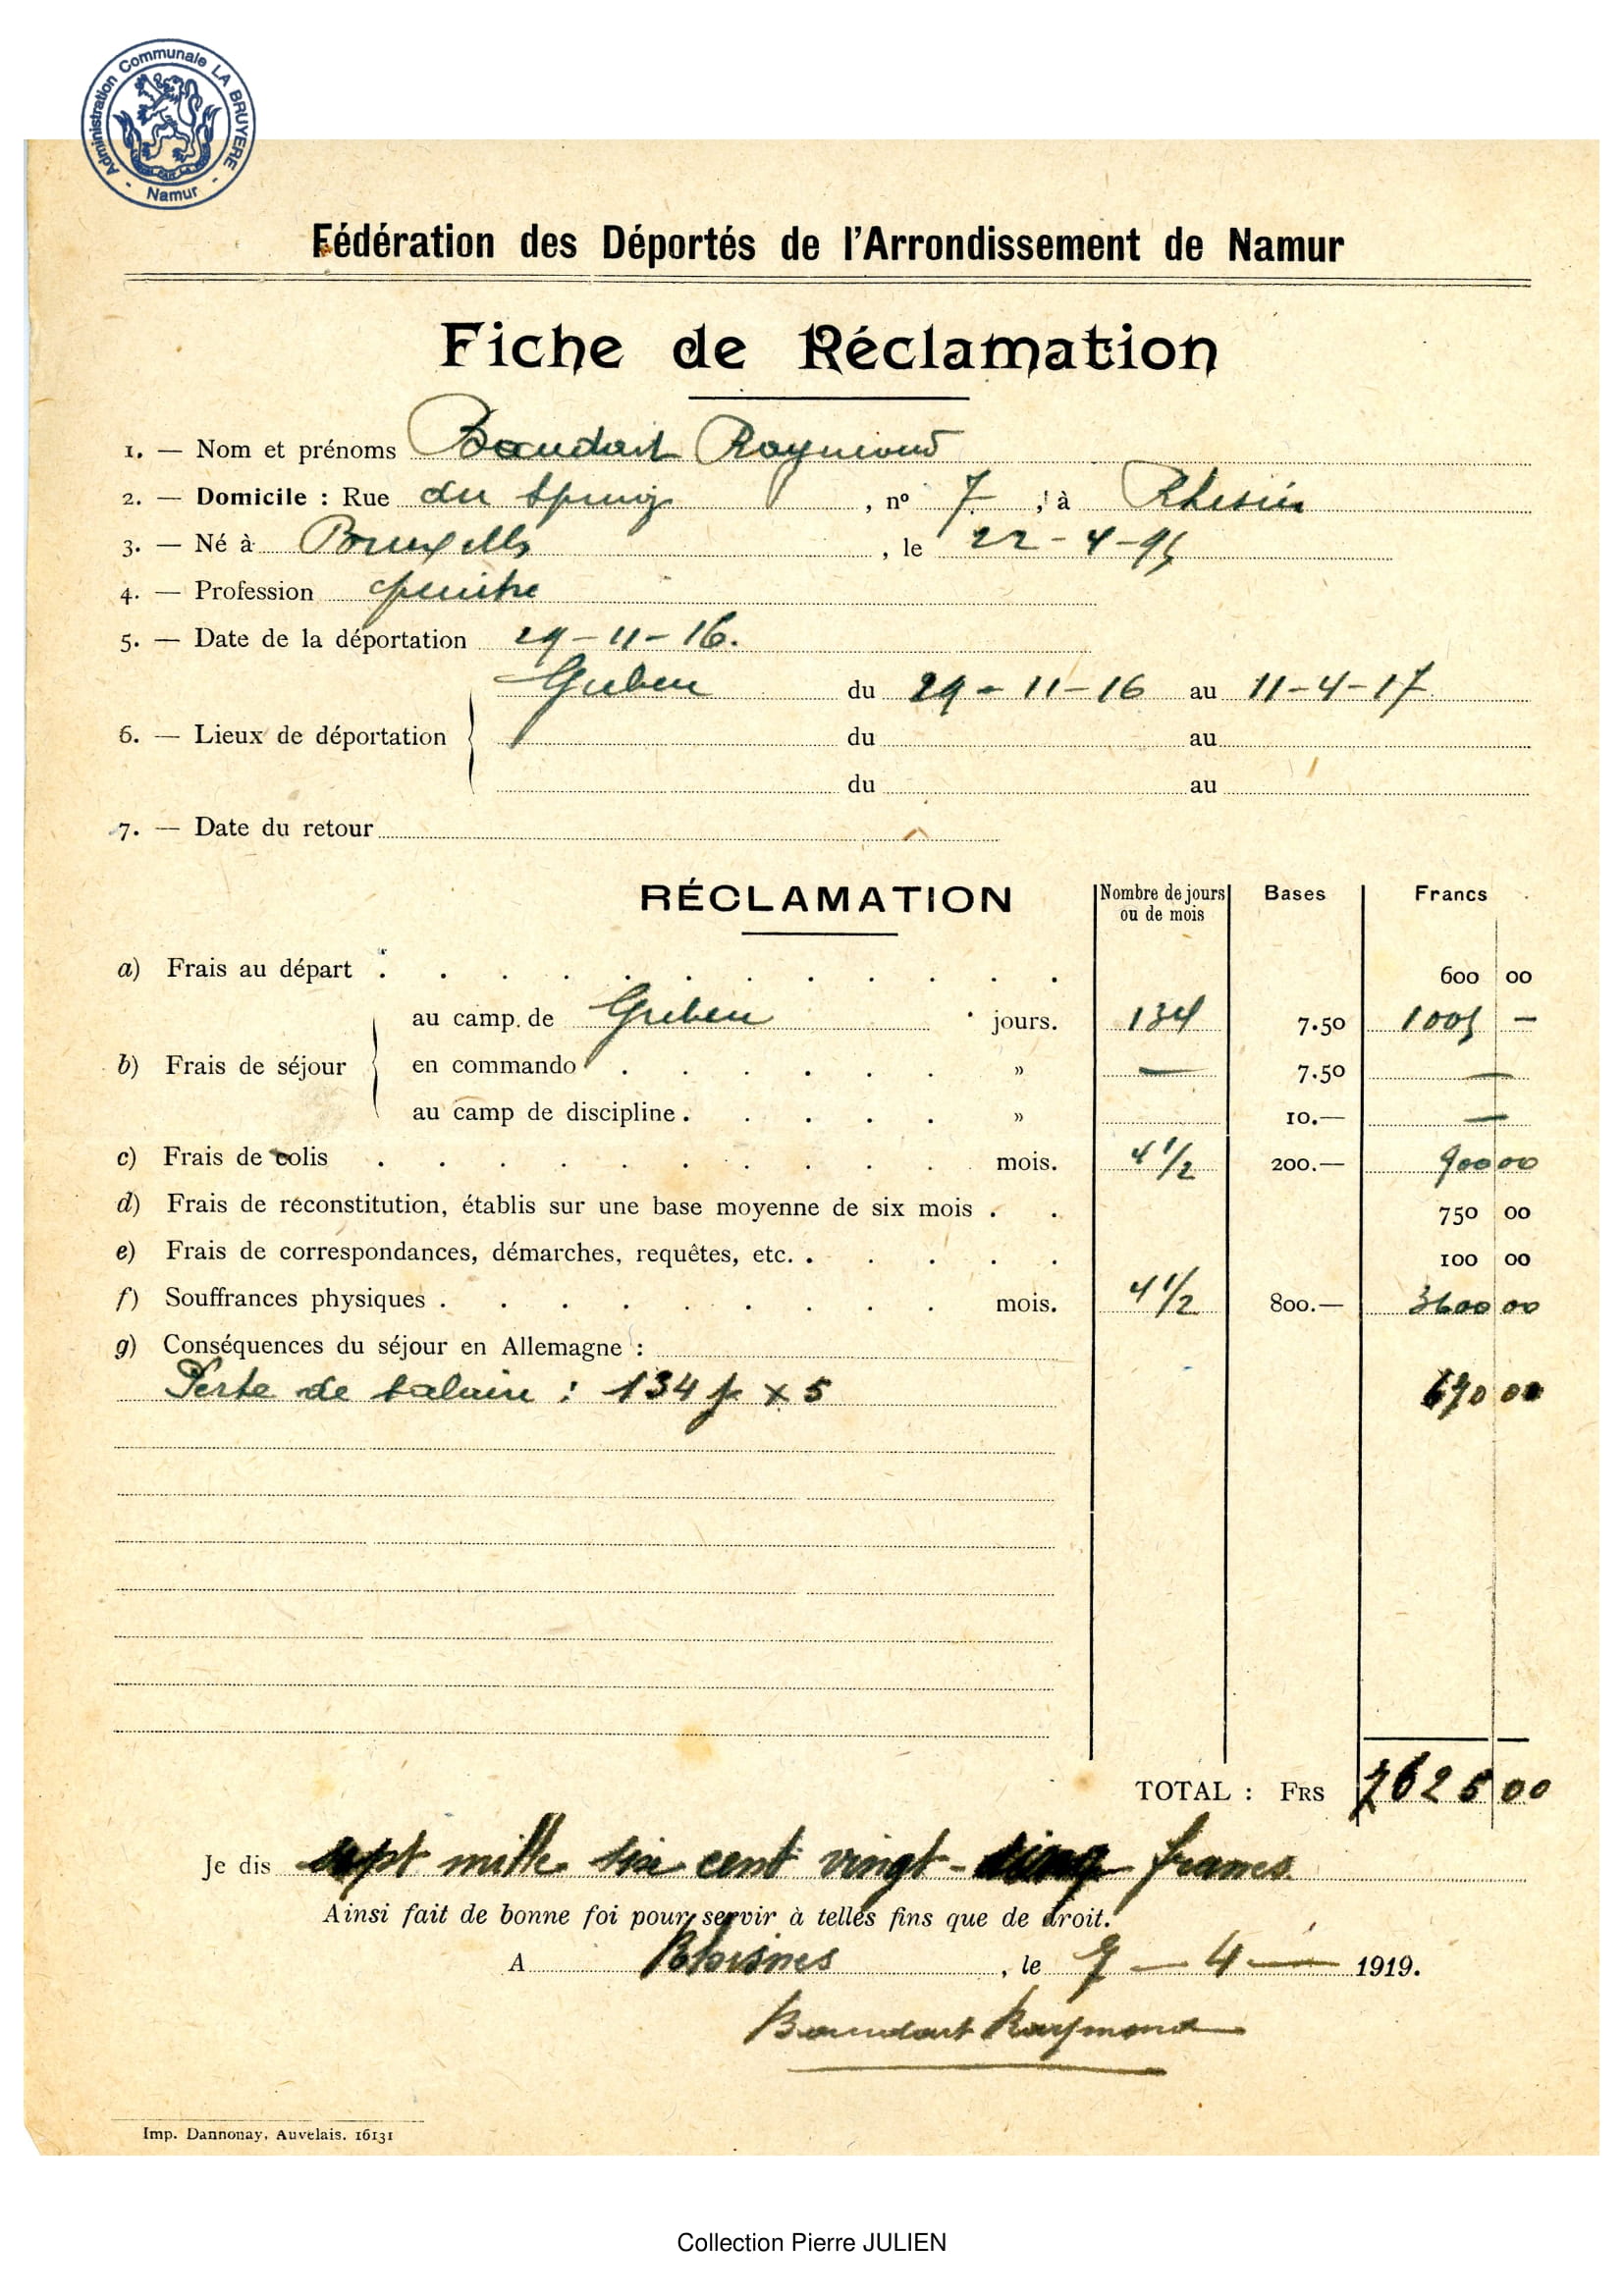 Administration Communale LA BRUYERE - Namur -
Fédération des Déportés de l'Arrondissement de Namur
Fiche de Réclamation
1. — Nom et prénoms Baudart Raymond
2. — Domicile : Rue du , n° 7 , à
3. — Né à Bruxelles , le 22-4-95
4. — Profession peintre
5. — Date de la déportation 29-11-16.
6. — Lieux de déportation
Guben du 29-11-16 au 11-4-17
du au
du au
7. — Date du retour
RÉCLAMATION Nombre de jours ou de mois Bases Francs
a) Frais au départ 600 00
b) Frais de séjour
au camp de Guben jours. 134 7.50 1005 —
en commando » — 7.50 —
au camp de discipline » 10.— —
c) Frais de colis mois. 4 1/2 200.— 900 00
d) Frais de reconstitution, établis sur une base moyenne de six mois 750 00
e) Frais de correspondances, démarches, requêtes, etc. 100 00
f) Souffrances physiques mois. 4 1/2 800.— 3600 00
g) Conséquences du séjour en Allemagne :
Perte de salaire : 134 j x 5 670 00
TOTAL : FRS 7625 00
Je dis sept mille six cent vingt-cinq francs
Ainsi fait de bonne foi pour servir à telles fins que de droit.
A Rhisnes , le 9 — 4 — 1919.
Baudart Raymond
Imp. Dannonay, Auvelais. 16131
Collection Pierre JULIEN